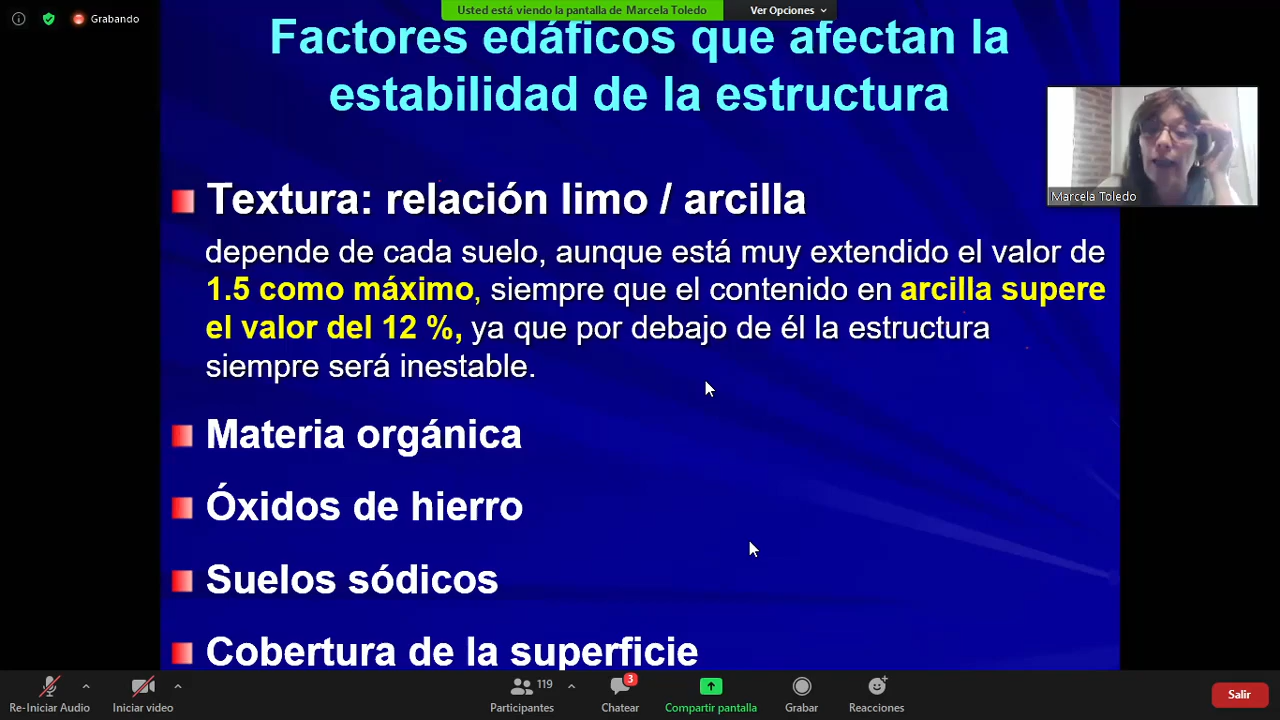 Grabando
Usted está viendo la pantalla de Marcela Toledo
Ver Opciones
Factores edáficos que afectan la
estabilidad de la estructura
Marcela Toledo
Textura: relación limo / arcilla
depende de cada suelo, aunque está muy extendido el valor de
1.5 como máximo, siempre que el contenido en arcilla supere
el valor del 12 %, ya que por debajo de él la estructura
siempre será inestable.
Materia orgánica
Óxidos de hierro
Suelos sódicos
Cobertura de la superficie
119
3
Re-Iniciar Audio
Iniciar video
Participantes
Chatear
Compartir pantalla
Grabar
Reacciones
Salir